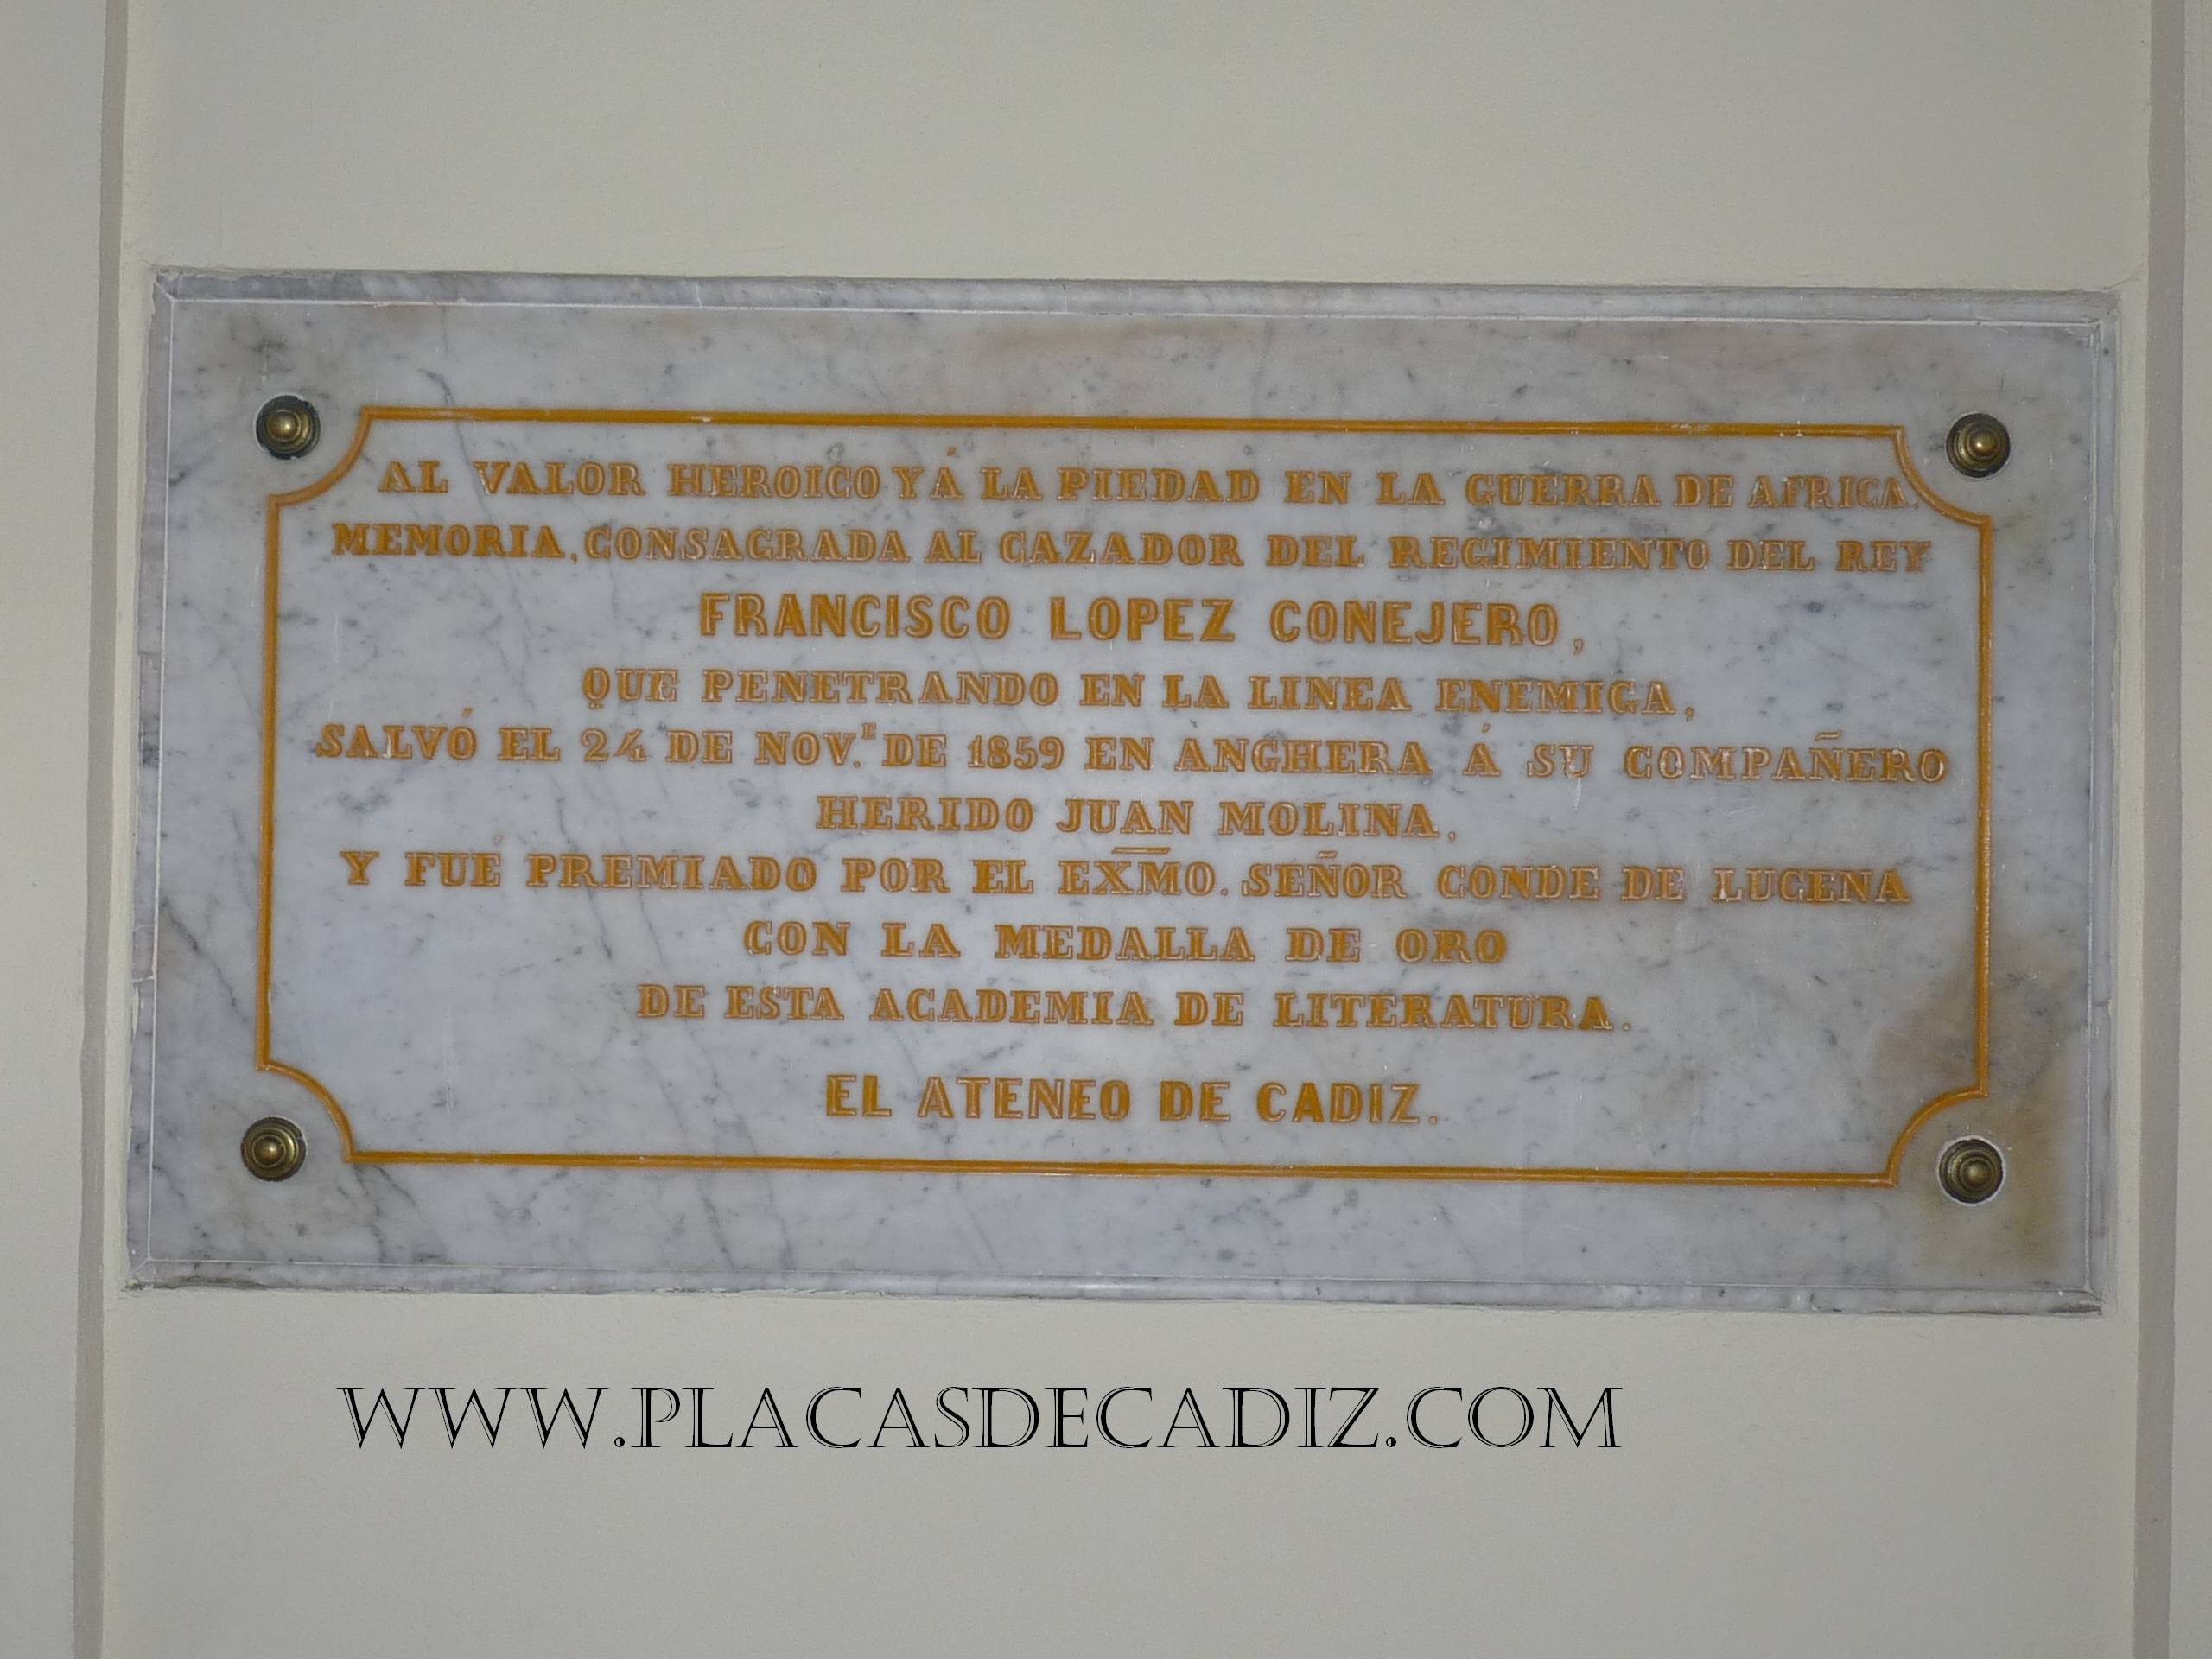 AL VALOR HEROICO Y Á LA PIEDAD EN LA GUERRA DE AFRICA.
MEMORIA, CONSAGRADA AL CAZADOR DEL REGIMIENTO DEL REY
FRANCISCO LOPEZ CONEJERO,
QUE PENETRANDO EN LA LINEA ENEMIGA,
SALVÓ EL 24 DE NOV.E DE 1859 EN ANGHERA Á SU COMPAÑERO
HERIDO JUAN MOLINA,
Y FUÉ PREMIADO POR EL EXMO. SEÑOR CONDE DE LUCENA
CON LA MEDALLA DE ORO
DE ESTA ACADEMIA DE LITERATURA.
EL ATENEO DE CADIZ.
WWW.PLACASDECADIZ.COM